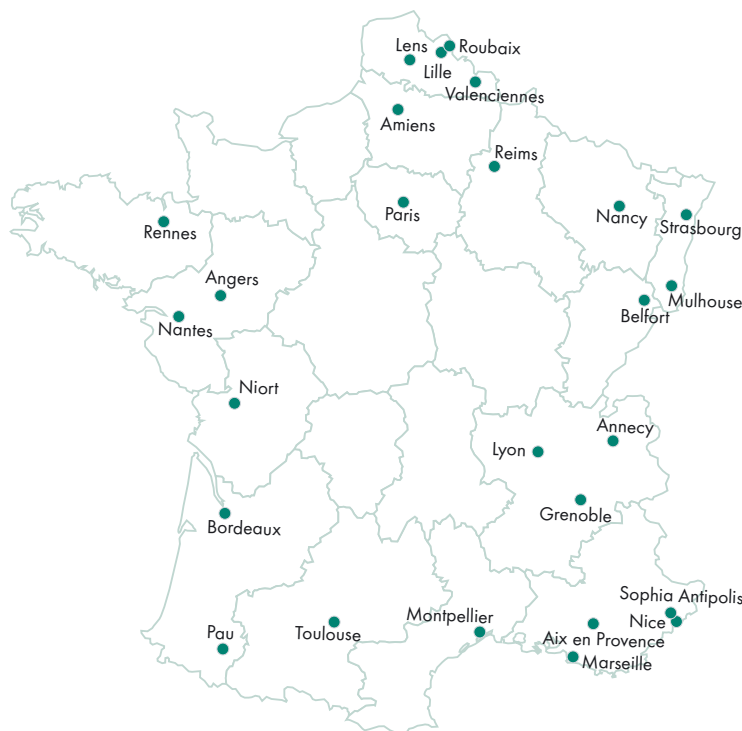 Lens
Roubaix
Lille
Valenciennes
Amiens
Reims
Paris
Nancy
Strasbourg
Rennes
Angers
Mulhouse
Belfort
Nantes
Niort
Annecy
Lyon
Grenoble
Bordeaux
Sophia Antipolis
Montpellier
Nice
Pau
Toulouse
Aix en Provence
Marseille